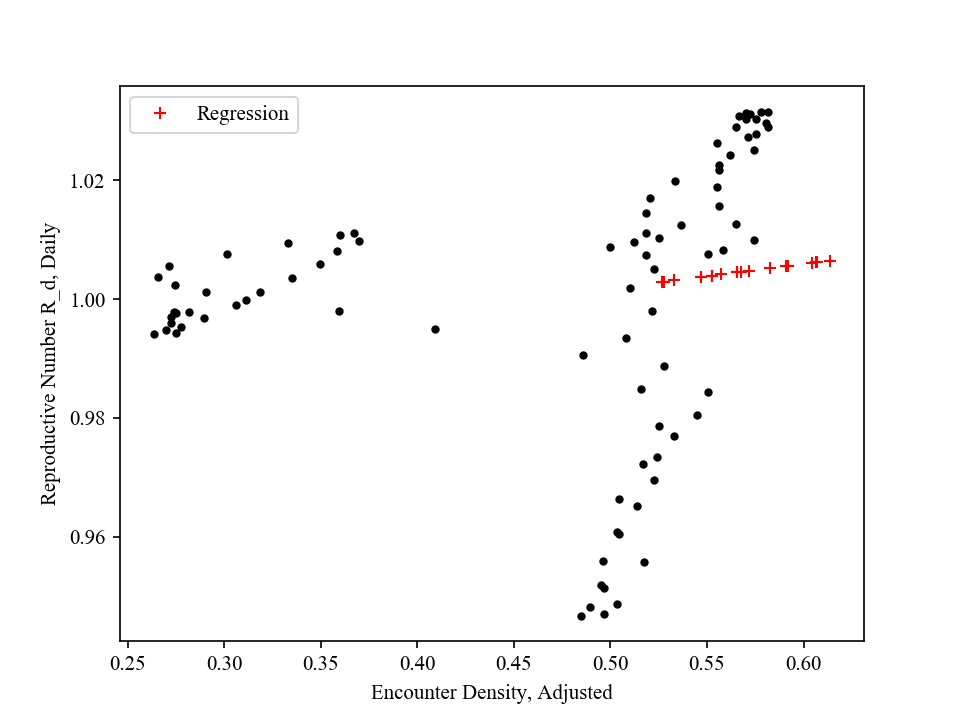 Regression
1.02
1.00
0.98
0.96
Reproductive Number R_d, Daily
0.25 0.30 0.35 0.40 0.45 0.50 0.55 0.60
Encounter Density, Adjusted